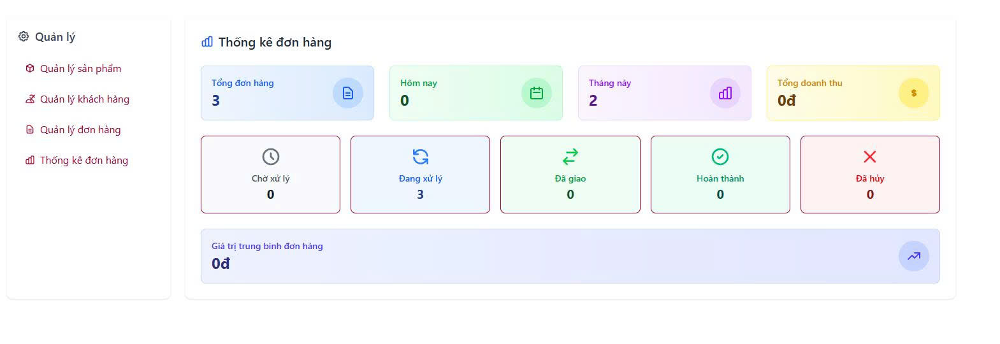 Quản lý
Quản lý sản phẩm
Quản lý khách hàng
Quản lý đơn hàng
Thống kê đơn hàng
Thống kê đơn hàng
Tổng đơn hàng
3
Hôm nay
0
Tháng này
2
Tổng doanh thu
0đ
$
Chờ xử lý
0
Đang xử lý
3
Đã giao
0
Hoàn thành
0
Đã hủy
0
Giá trị trung bình đơn hàng
0đ